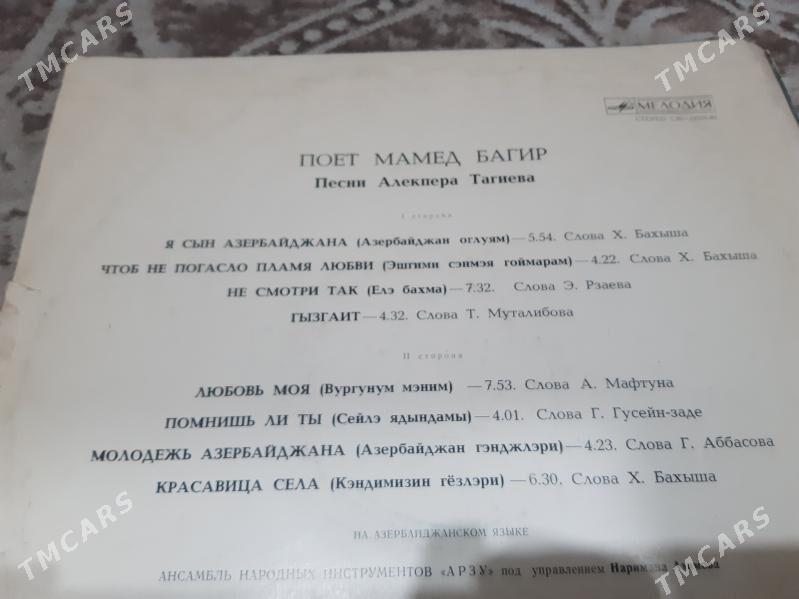 TMCARS
TMCARS
МЕЛОДИЯ
СТЕРЕО
ПОЕТ МАМЕД БАГИР
Песни Алекпера Тагиева
I сторона
Я СЫН АЗЕРБАЙДЖАНА (Азербайджан оглуям) — 5.54. Слова Х. Бахыша
ЧТОБ НЕ ПОГАСЛО ПЛАМЯ ЛЮБВИ (Эшгими сэнмэя гоймарам) — 4.22. Слова Х. Бахыша
НЕ СМОТРИ ТАК (Елэ бахма) — 7.32. Слова Э. Рзаева
ГЫЗГАИТ — 4.32. Слова Т. Муталибова
II сторона
ЛЮБОВЬ МОЯ (Вургунум мэним) — 7.53. Слова А. Мафтуна
ПОМНИШЬ ЛИ ТЫ (Сейлэ ядындамы) — 4.01. Слова Г. Гусейн-заде
МОЛОДЕЖЬ АЗЕРБАЙДЖАНА (Азербайджан гэнджлэри) — 4.23. Слова Г. Аббасова
КРАСАВИЦА СЕЛА (Кэндимизин гёзлэри) — 6.30. Слова Х. Бахыша
НА АЗЕРБАЙДЖАНСКОМ ЯЗЫКЕ
АНСАМБЛЬ НАРОДНЫХ ИНСТРУМЕНТОВ «АРЗУ» под управлением Наримана
TMCARS
TMCARS